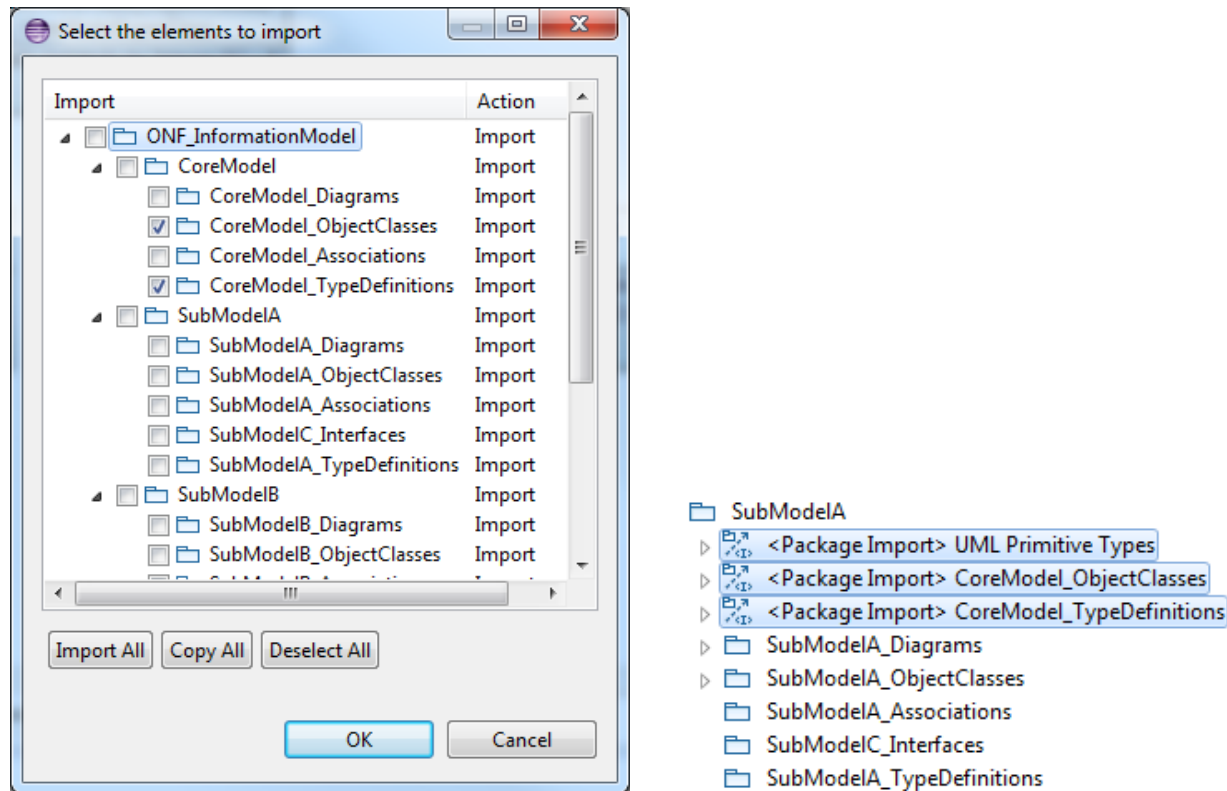 Select the elements to import
Import Action
ONF_InformationModel Import
CoreModel Import
CoreModel_Diagrams Import
CoreModel_ObjectClasses Import
CoreModel_Associations Import
CoreModel_TypeDefinitions Import
SubModelA Import
SubModelA_Diagrams Import
SubModelA_ObjectClasses Import
SubModelA_Associations Import
SubModelC_Interfaces Import
SubModelA_TypeDefinitions Import
SubModelB Import
SubModelB_Diagrams Import
SubModelB_ObjectClasses Import
Import All Copy All Deselect All
OK Cancel
SubModelA
<Package Import> UML Primitive Types
<Package Import> CoreModel_ObjectClasses
<Package Import> CoreModel_TypeDefinitions
SubModelA_Diagrams
SubModelA_ObjectClasses
SubModelA_Associations
SubModelC_Interfaces
SubModelA_TypeDefinitions